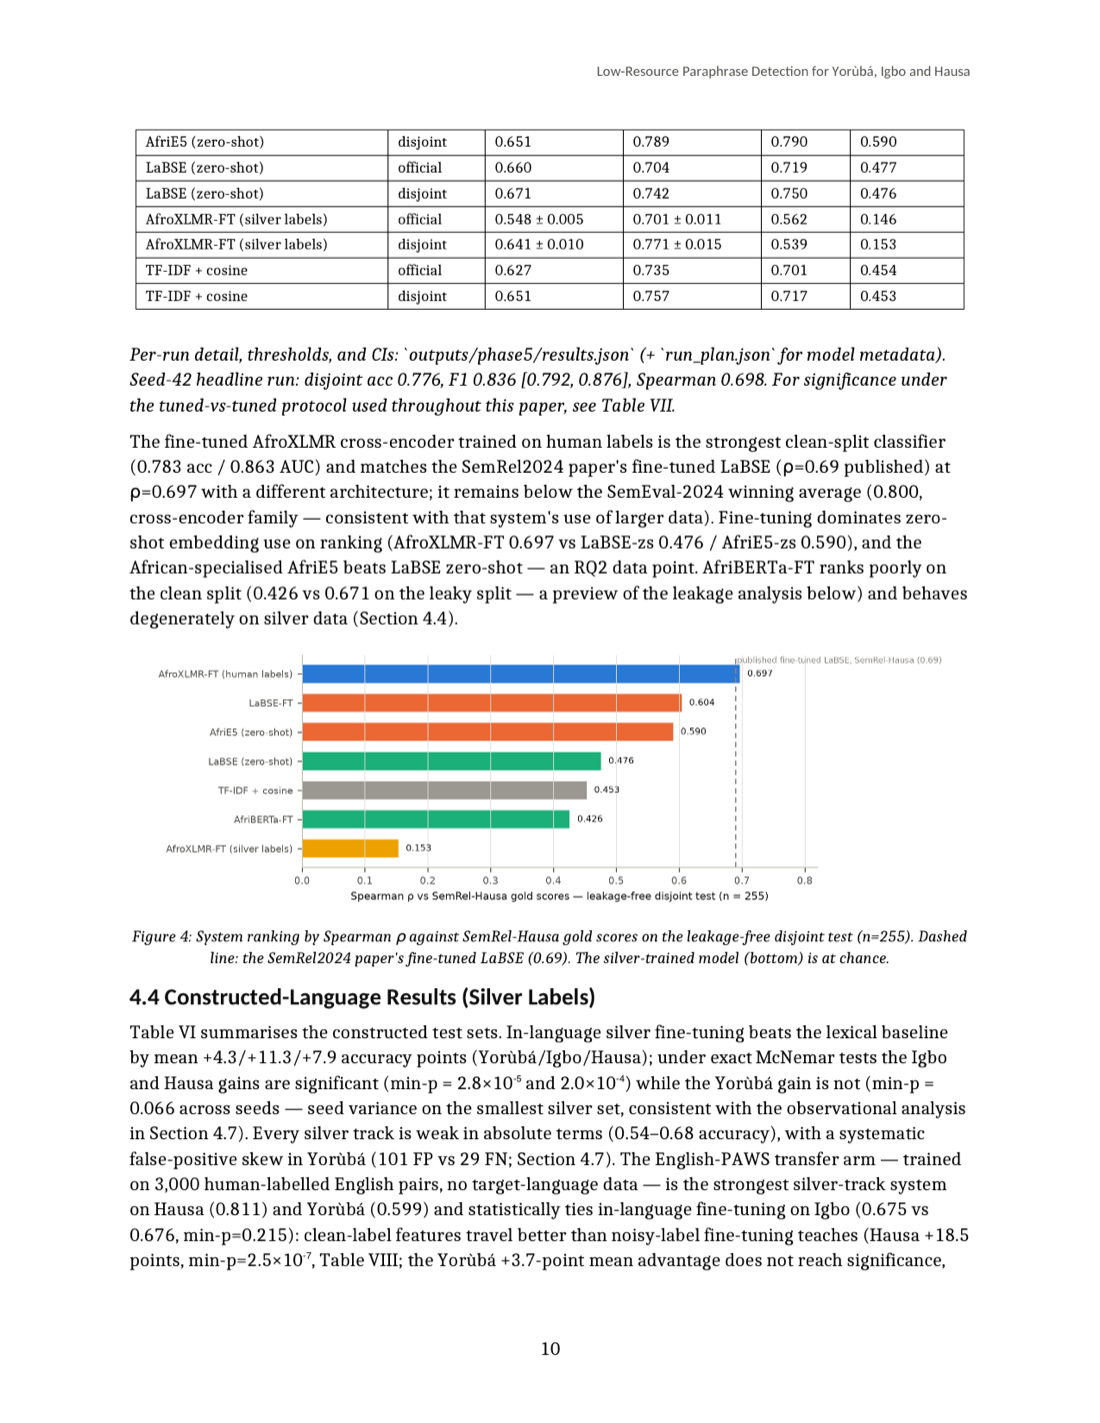 Low-Resource Paraphrase Detection for Yorùbá, Igbo and Hausa
AfriE5 (zero-shot) disjoint 0.651 0.789 0.790 0.590
LaBSE (zero-shot) official 0.660 0.704 0.719 0.477
LaBSE (zero-shot) disjoint 0.671 0.742 0.750 0.476
AfroXLMR-FT (silver labels) official 0.548 ± 0.005 0.701 ± 0.011 0.562 0.146
AfroXLMR-FT (silver labels) disjoint 0.641 ± 0.010 0.771 ± 0.015 0.539 0.153
TF-IDF + cosine official 0.627 0.735 0.701 0.454
TF-IDF + cosine disjoint 0.651 0.757 0.717 0.453
Per-run detail, thresholds, and CIs: `outputs/phase5/results.json` (+ `run_plan.json` for model metadata).
Seed-42 headline run: disjoint acc 0.776, F1 0.836 [0.792, 0.876], Spearman 0.698. For significance under
the tuned-vs-tuned protocol used throughout this paper, see Table VII.
The fine-tuned AfroXLMR cross-encoder trained on human labels is the strongest clean-split classifier
(0.783 acc / 0.863 AUC) and matches the SemRel2024 paper's fine-tuned LaBSE (ρ=0.69 published) at
ρ=0.697 with a different architecture; it remains below the SemEval-2024 winning average (0.800,
cross-encoder family — consistent with that system's use of larger data). Fine-tuning dominates zero-
shot embedding use on ranking (AfroXLMR-FT 0.697 vs LaBSE-zs 0.476 / AfriE5-zs 0.590), and the
African-specialised AfriE5 beats LaBSE zero-shot — an RQ2 data point. AfriBERTa-FT ranks poorly on
the clean split (0.426 vs 0.671 on the leaky split — a preview of the leakage analysis below) and behaves
degenerately on silver data (Section 4.4).
published fine-tuned LaBSE, SemRel-Hausa (0.69)
AfroXLMR-FT (human labels) 0.697
LaBSE-FT 0.604
AfriE5 (zero-shot) 0.590
LaBSE (zero-shot) 0.476
TF-IDF + cosine 0.453
AfriBERTa-FT 0.426
AfroXLMR-FT (silver labels) 0.153
0.0 0.1 0.2 0.3 0.4 0.5 0.6 0.7 0.8
Spearman ρ vs SemRel-Hausa gold scores — leakage-free disjoint test (n = 255)
Figure 4: System ranking by Spearman ρ against SemRel-Hausa gold scores on the leakage-free disjoint test (n=255). Dashed
line: the SemRel2024 paper's fine-tuned LaBSE (0.69). The silver-trained model (bottom) is at chance.
4.4 Constructed-Language Results (Silver Labels)
Table VI summarises the constructed test sets. In-language silver fine-tuning beats the lexical baseline
by mean +4.3/+11.3/+7.9 accuracy points (Yorùbá/Igbo/Hausa); under exact McNemar tests the Igbo
and Hausa gains are significant (min-p = 2.8×10⁻⁵ and 2.0×10⁻⁴) while the Yorùbá gain is not (min-p =
0.066 across seeds — seed variance on the smallest silver set, consistent with the observational analysis
in Section 4.7). Every silver track is weak in absolute terms (0.54–0.68 accuracy), with a systematic
false-positive skew in Yorùbá (101 FP vs 29 FN; Section 4.7). The English-PAWS transfer arm — trained
on 3,000 human-labelled English pairs, no target-language data — is the strongest silver-track system
on Hausa (0.811) and Yorùbá (0.599) and statistically ties in-language fine-tuning on Igbo (0.675 vs
0.676, min-p=0.215): clean-label features travel better than noisy-label fine-tuning teaches (Hausa +18.5
points, min-p=2.5×10⁻⁷, Table VIII; the Yorùbá +3.7-point mean advantage does not reach significance,
10